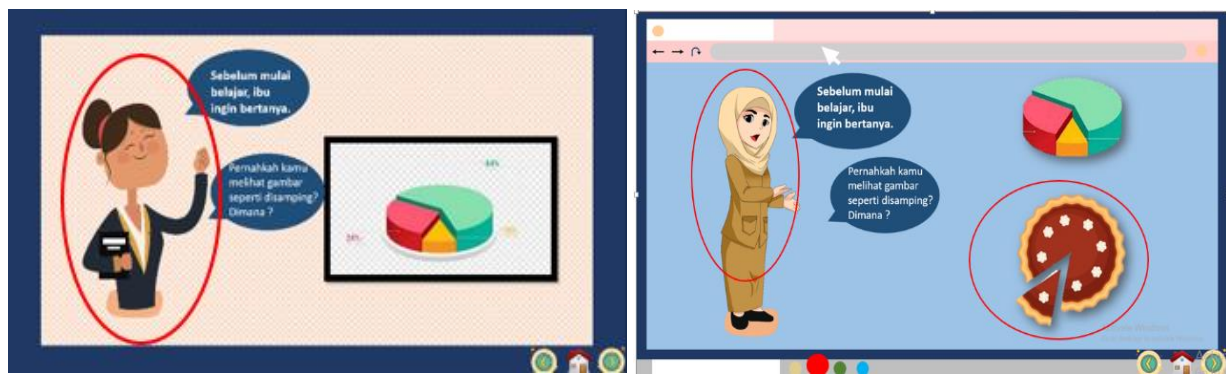 Sebelum mulai
belajar, ibu
ingin bertanya.
Pernahkah kamu
melihat gambar
seperti disamping?
Dimana ?
Sebelum mulai
belajar, ibu
ingin bertanya.
Pernahkah kamu
melihat gambar
seperti disamping?
Dimana ?